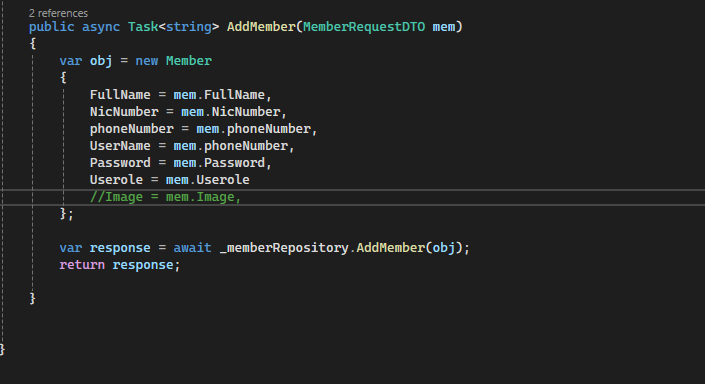 2 references
public async Task<string> AddMember(MemberRequestDTO mem)
{
var obj = new Member
{
FullName = mem.FullName,
NicNumber = mem.NicNumber,
phoneNumber = mem.phoneNumber,
UserName = mem.phoneNumber,
Password = mem.Password,
Userole = mem.Userole
//Image = mem.Image,
};
var response = await _memberRepository.AddMember(obj);
return response;
}
}